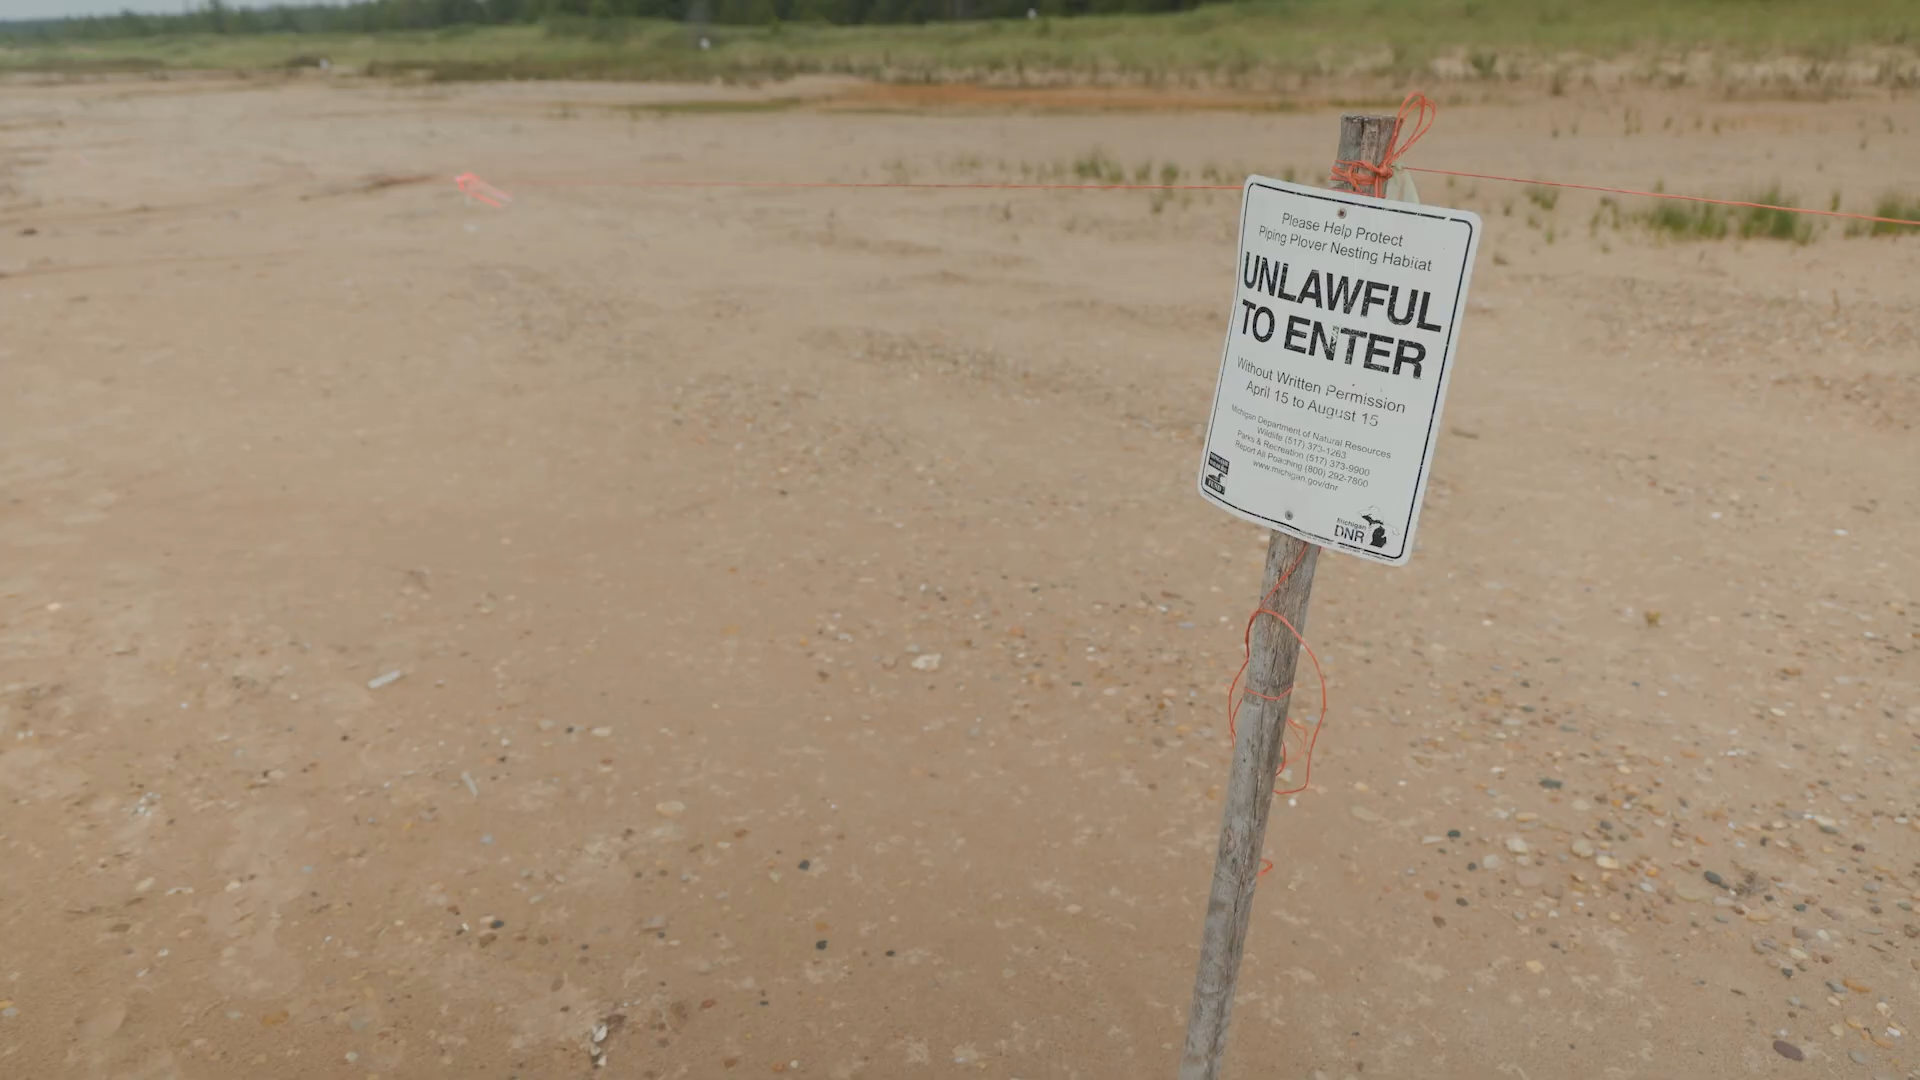 Please Help Protect
Piping Plover Nesting Habitat
UNLAWFUL
TO ENTER
Without Written Permission
April 15 to August 15
Michigan Department of Natural Resources
Wildlife (517) 373-1263
Parks & Recreation (517) 373-9900
Report All Poaching (800) 292-7800
www.michigan.gov/dnr
FUND
Michigan
DNR